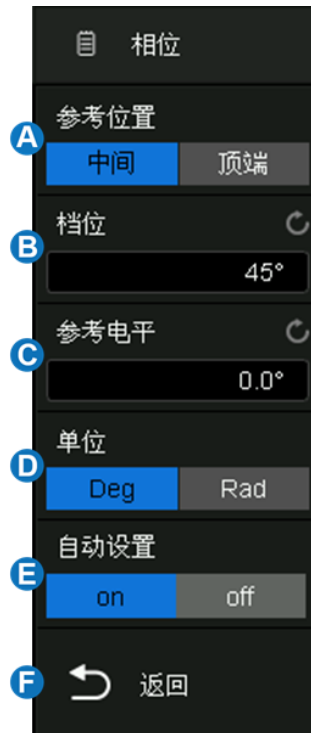 相位
A
参考位置
中间 顶端
B
档位
45°
C
参考电平
0.0°
D
单位
Deg Rad
E
自动设置
on off
F
返回